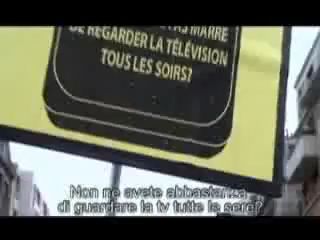 PAS MARRE
DE REGARDER LA TÉLÉVISION
TOUS LES SOIRS?
Non ne avete abbastanza
di guardare la tv tutte le sere?